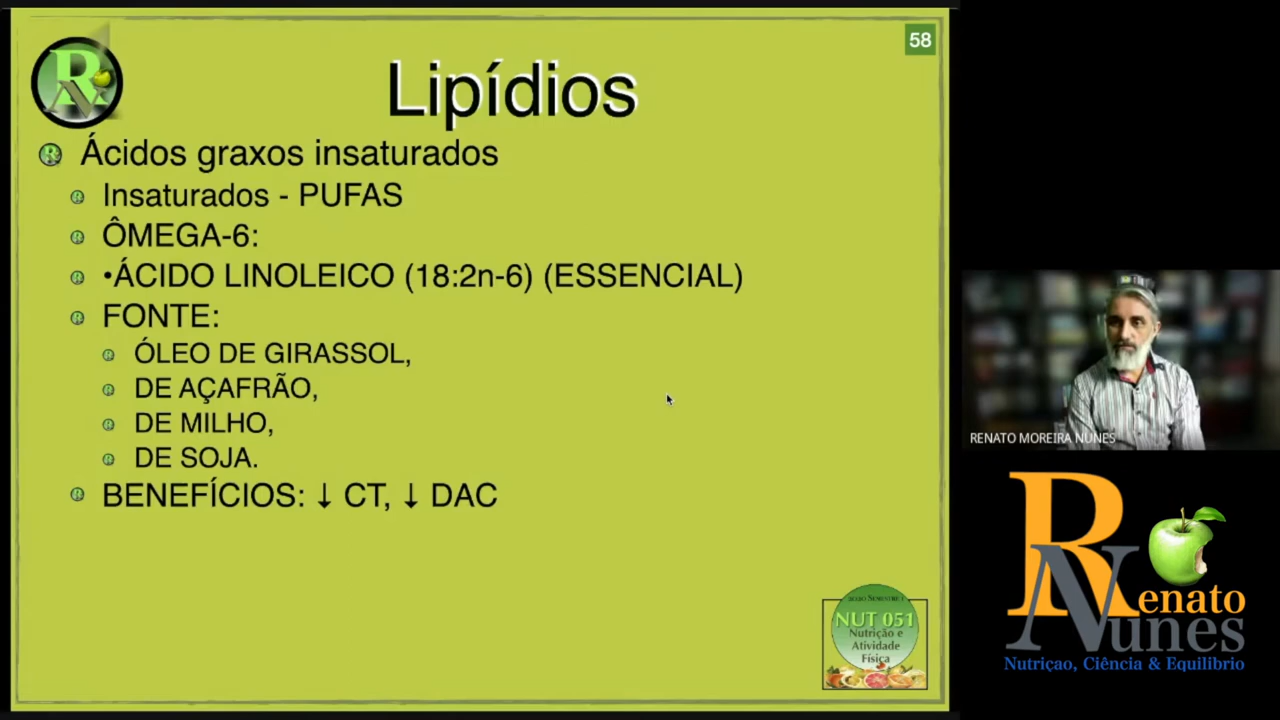 58
Lipídios
Ácidos graxos insaturados
Insaturados - PUFAS
ÔMEGA-6:
•ÁCIDO LINOLEICO (18:2n-6) (ESSENCIAL)
FONTE:
ÓLEO DE GIRASSOL,
DE AÇAFRÃO,
DE MILHO,
DE SOJA.
BENEFÍCIOS: ↓ CT, ↓ DAC
NUT 051
Nutrição e
Atividade
Física
RENATO MOREIRA NUNES
Renato
Nunes
Nutriçao, Ciência & Equilibrio